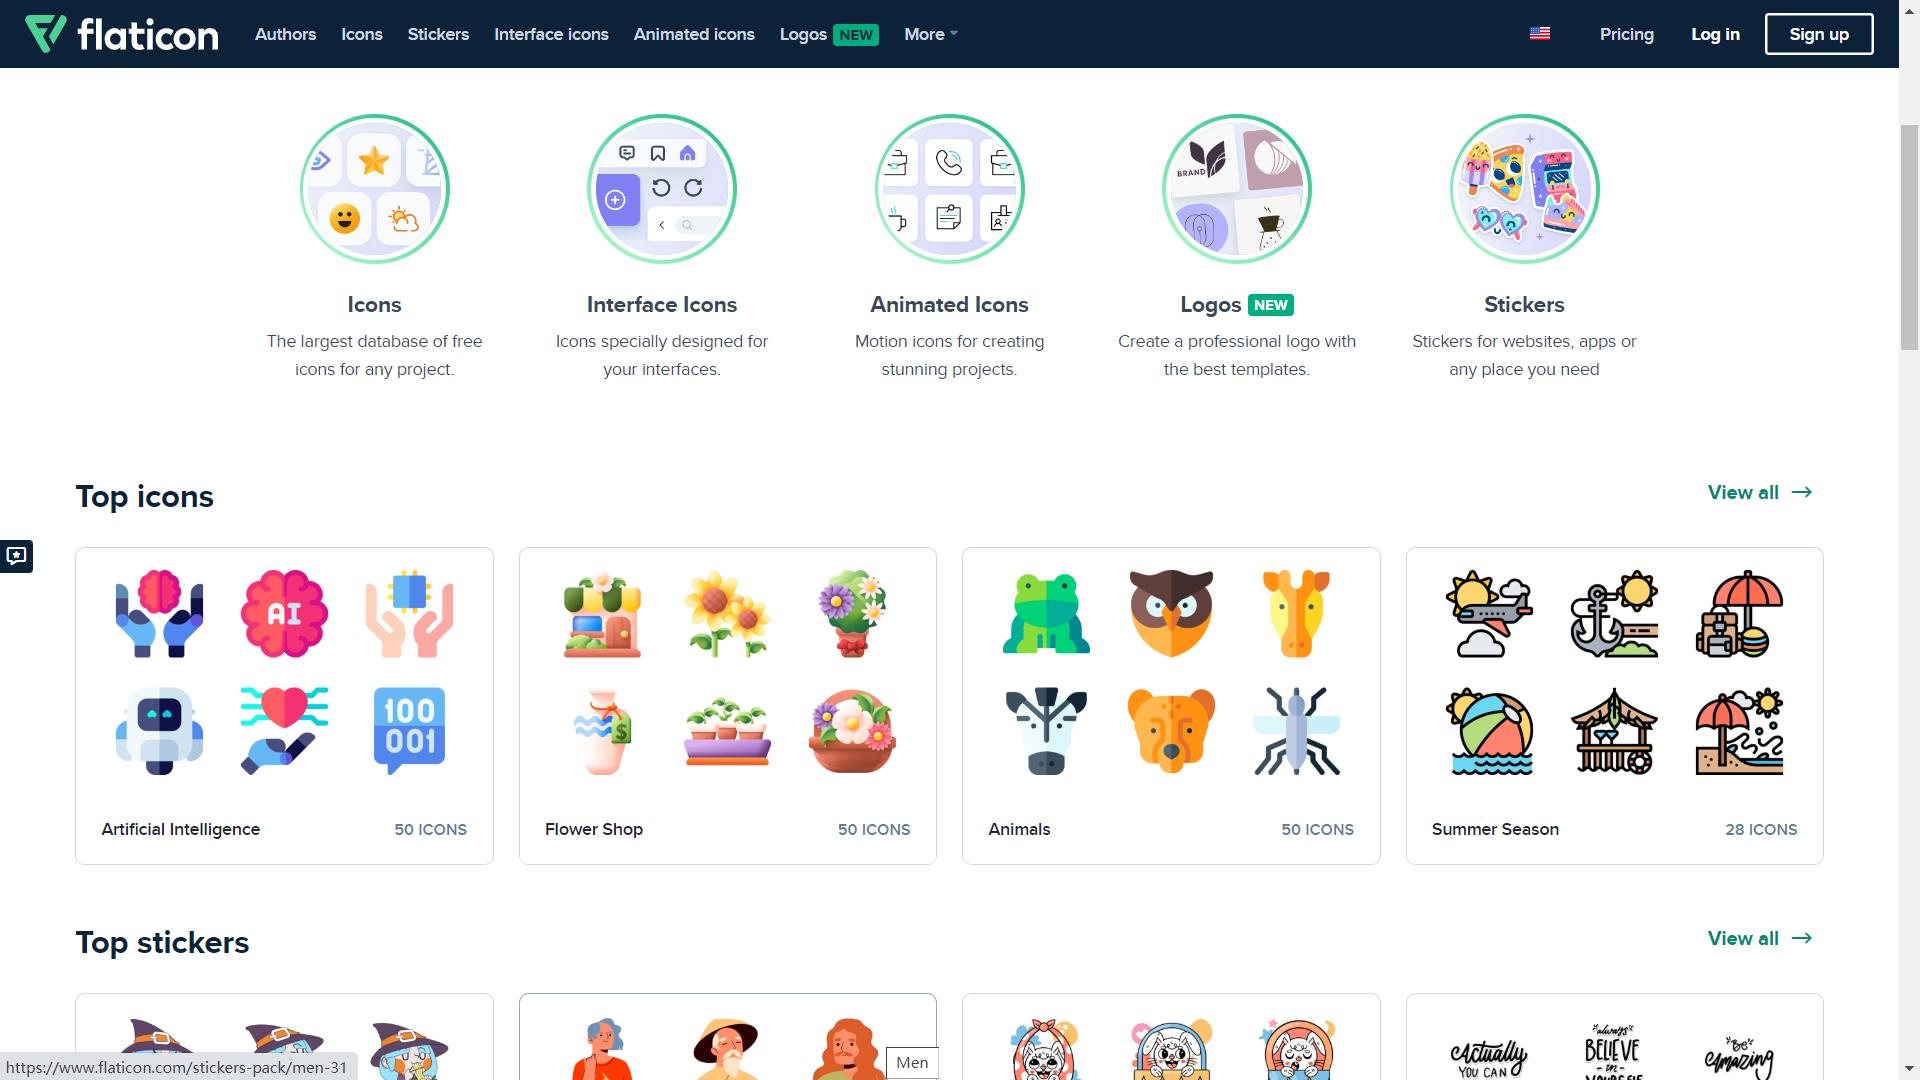 flaticon
Authors
Icons
Stickers
Interface icons
Animated icons
Logos NEW
More
Pricing
Log in
Sign up
BRAND
Icons
The largest database of free
icons for any project.
Interface Icons
Icons specially designed for
your interfaces.
Animated Icons
Motion icons for creating
stunning projects.
Logos NEW
Create a professional logo with
the best templates.
Stickers
Stickers for websites, apps or
any place you need
Top icons
View all
AI
100
001
$
Artificial Intelligence
50 ICONS
Flower Shop
50 ICONS
Animals
50 ICONS
Summer Season
28 ICONS
Top stickers
View all
Actually
YOU CAN
always
BELIEVE
-in-
YOURSELF
Be
Amazing
Men
https://www.flaticon.com/stickers-pack/men-31